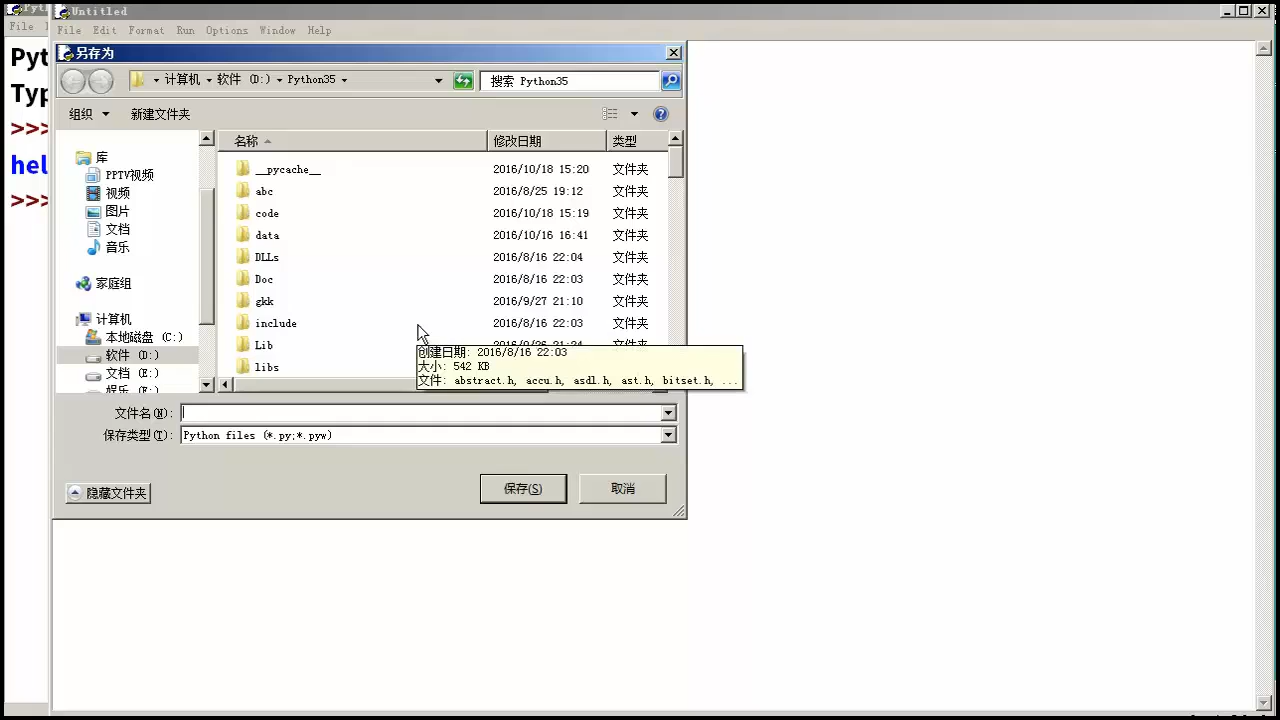 Pyt
Untitled
File
File Edit Format Run Options Window Help
Pyt
Typ
>>>
hel
>>>
另存为
计算机 软件 (D:) Python35
搜索 Python35
组织 新建文件夹
库
PPTV视频
视频
图片
文档
音乐
家庭组
计算机
本地磁盘 (C:)
软件 (D:)
文档 (E:)
娱乐 (F:)
名称 修改日期 类型
__pycache__ 2016/10/18 15:20 文件夹
abc 2016/8/25 19:12 文件夹
code 2016/10/18 15:19 文件夹
data 2016/10/16 16:41 文件夹
DLLs 2016/8/16 22:04 文件夹
Doc 2016/8/16 22:03 文件夹
gkk 2016/9/27 21:10 文件夹
include 2016/8/16 22:03 文件夹
Lib 文件夹
libs
创建日期: 2016/8/16 22:03
大小: 542 KB
文件: abstract.h, accu.h, asdl.h, ast.h, bitset.h, ...
文件名(N):
保存类型(T): Python files (*.py;*.pyw)
隐藏文件夹
保存(S) 取消